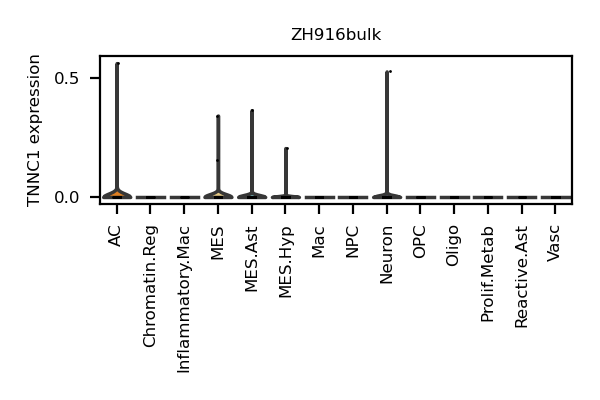 ZH916bulk
TNNC1 expression
0.5
0.0
AC
Chromatin.Reg
Inflammatory.Mac
MES
MES.Ast
MES.Hyp
Mac
NPC
Neuron
OPC
Oligo
Prolif.Metab
Reactive.Ast
Vasc